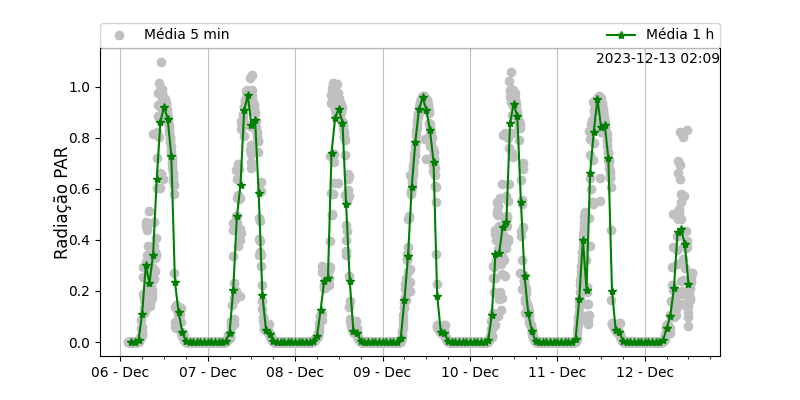 Média 5 min
Média 1 h
2023-12-13 02:09
Radiação PAR
1.0
0.8
0.6
0.4
0.2
0.0
06 - Dec
07 - Dec
08 - Dec
09 - Dec
10 - Dec
11 - Dec
12 - Dec